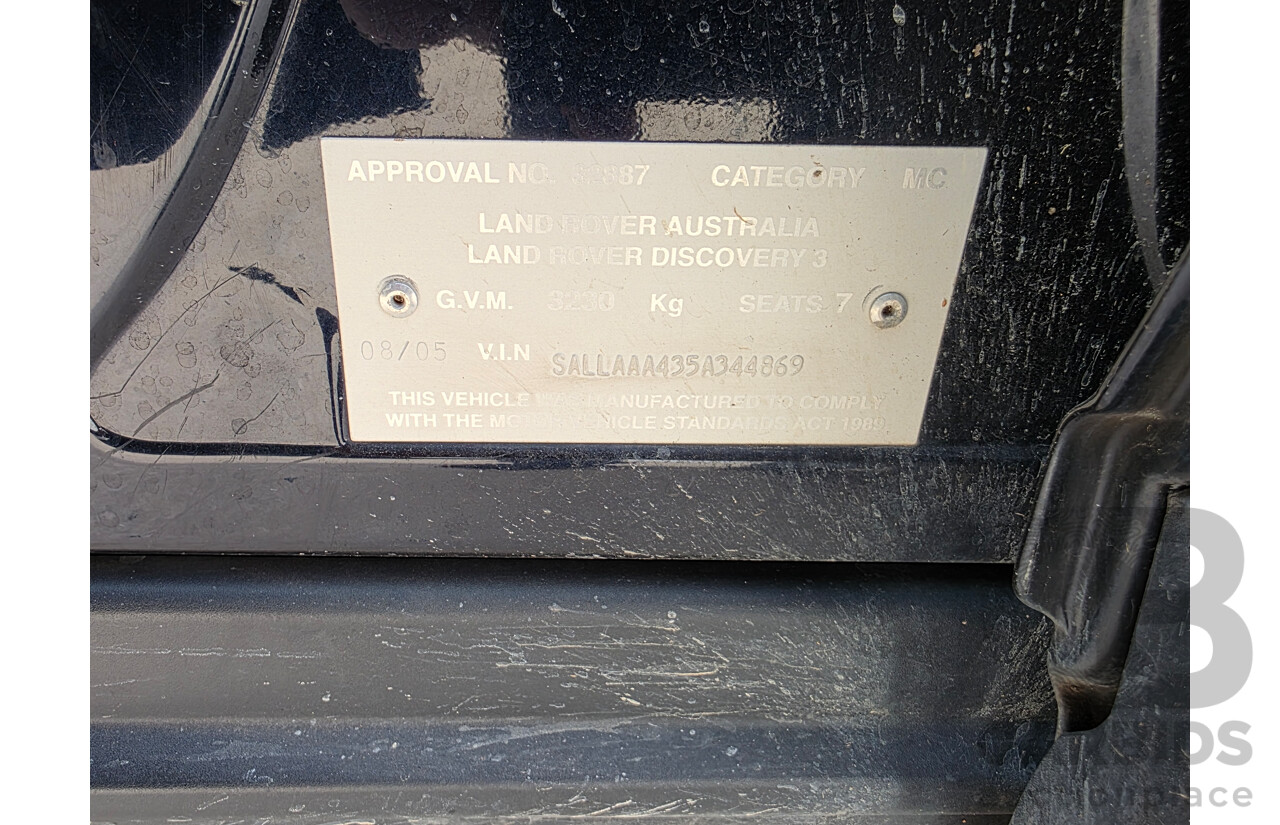 APPROVAL NO. CATEGORY MC
LAND ROVER AUSTRALIA
LAND ROVER DISCOVERY 3
G.V.M. 3230 Kg SEATS 7
08/05 V.I.N SALLAAA435A344869
THIS VEHICLE WAS MANUFACTURED TO COMPLY
WITH THE MOTOR VEHICLE STANDARDS ACT 1989